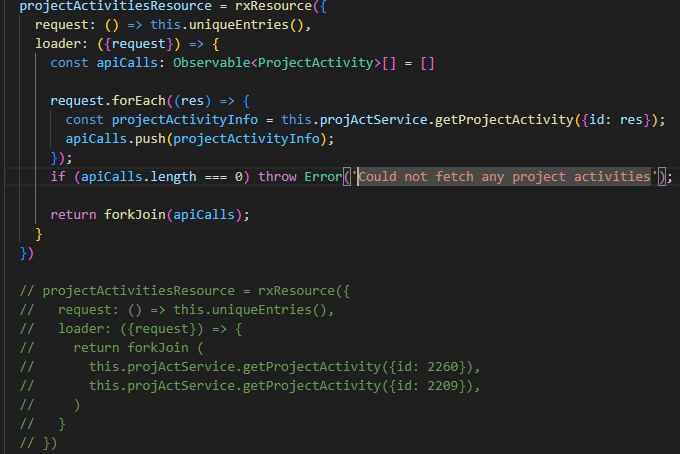 projectActivitiesResource = rxResource({
  request: () => this.uniqueEntries(),
  loader: ({request}) => {
    const apiCalls: Observable<ProjectActivity>[] = []
    request.forEach((res) => {
      const projectActivityInfo = this.projActService.getProjectActivity({id: res});
      apiCalls.push(projectActivityInfo);
    });
    if (apiCalls.length === 0) throw Error('Could not fetch any project activities');
    return forkJoin(apiCalls);
  }
})
// projectActivitiesResource = rxResource({
//   request: () => this.uniqueEntries(),
//   loader: ({request}) => {
//     return forkJoin (
//       this.projActService.getProjectActivity({id: 2260}),
//       this.projActService.getProjectActivity({id: 2209}),
//     )
//   }
// })